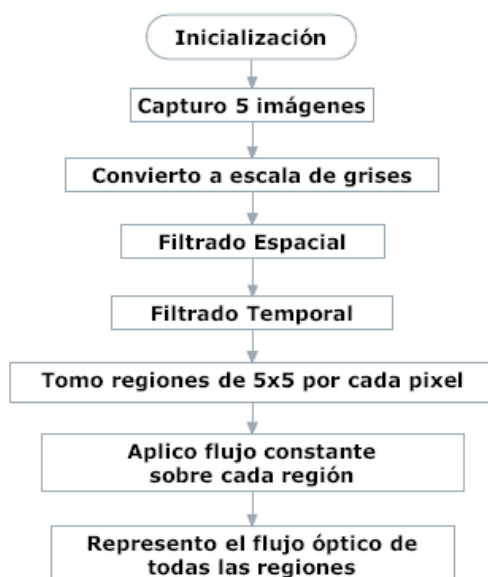 Inicialización
Capturo 5 imágenes
Convierto a escala de grises
Filtrado Espacial
Filtrado Temporal
Tomo regiones de 5x5 por cada pixel
Aplico flujo constante
sobre cada región
Represento el flujo óptico de
todas las regiones